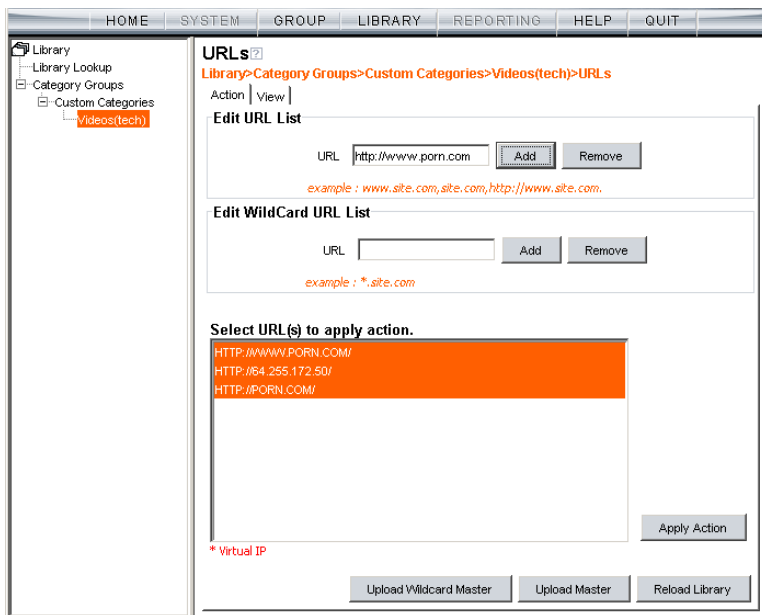 HOME SYSTEM GROUP LIBRARY REPORTING HELP QUIT
Library
Library Lookup
Category Groups
Custom Categories
Videos(tech)
URLs?
Library>Category Groups>Custom Categories>Videos(tech)>URLs
Action View
Edit URL List
URL http://www.porn.com Add Remove
example : www.site.com,site.com,http://www.site.com.
Edit WildCard URL List
URL Add Remove
example : *.site.com
Select URL(s) to apply action.
HTTP://WWW.PORN.COM/
HTTP://64.255.172.50/
HTTP://PORN.COM/
Apply Action
* Virtual IP
Upload Wildcard Master Upload Master Reload Library